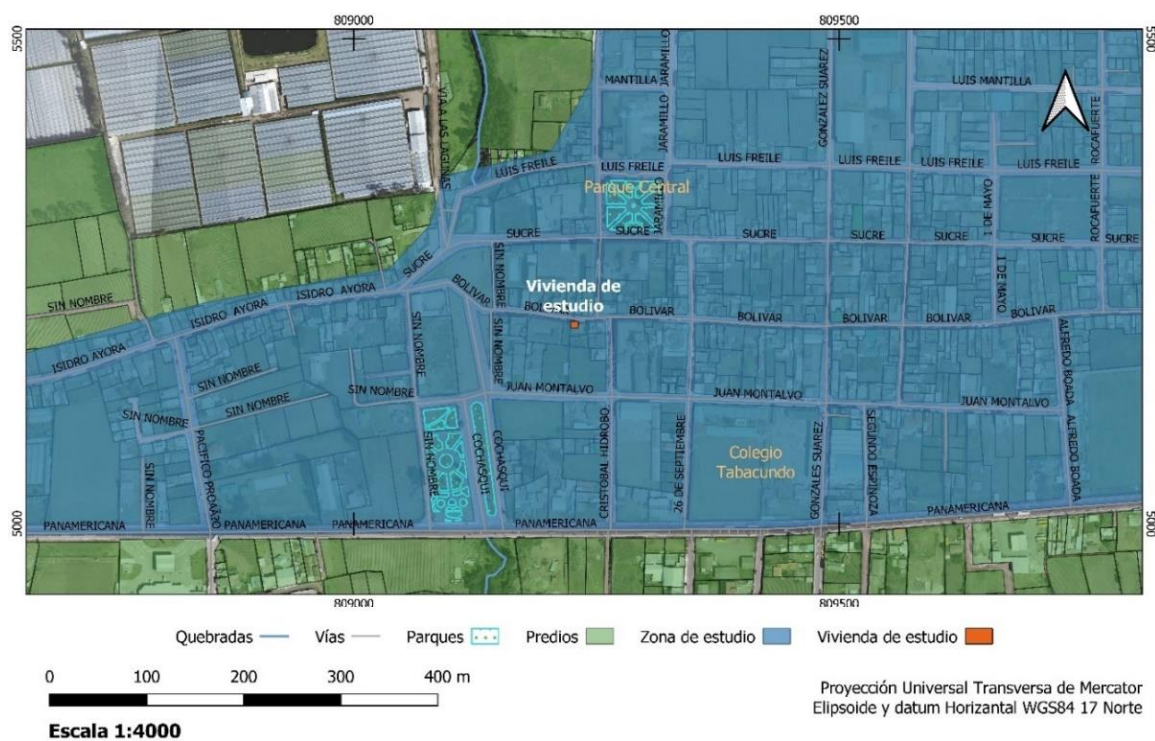 809000 809500
5500 5500
JARAMILLO
MANTILLA
GONZALEZ SUAREZ
LUIS MANTILLA
VIA A LAS LAGUNAS
JARAMILLO
ROCAFUERTE
LUIS FREILE LUIS FREILE LUIS FREILE LUIS FREILE LUIS FREILE LUIS FREILE
Parque Central
JARAMILLO
1 DE MAYO
ROCAFUERTE
SUCRE SUCRE SUCRE SUCRE SUCRE SUCRE SUCRE
SUCRE
SIN NOMBRE
1 DE MAYO
Vivienda de
estudio
SIN NOMBRE
ISIDRO AYORA
ISIDRO AYORA
BOLIVAR
BOLIVAR BOLIVAR BOLIVAR BOLIVAR BOLIVAR BOLIVAR
ISIDRO AYORA
SIN NOMBRE
SIN NOMBRE
ALFREDO BOADA
SIN NOMBRE
SIN NOMBRE
JUAN MONTALVO JUAN MONTALVO JUAN MONTALVO
SIN NOMBRE
SIN NOMBRE
PACIFICO PROAÑO
SIN NOMBRE
SIN NOMBRE
COCHASQUI
COCHASQUI
CRISTOBAL HIDROBO
26 DE SEPTIEMBRE
Colegio
Tabacundo
GONZALES SUAREZ
SEGUNDO ESPINOZA
ALFREDO BOADA
PANAMERICANA PANAMERICANA PANAMERICANA PANAMERICANA PANAMERICANA
5000 5000
809000 809500
Quebradas Vías Parques Predios Zona de estudio Vivienda de estudio
0 100 200 300 400 m
Escala 1:4000
Proyección Universal Transversa de Mercator
Elipsoide y datum Horizantal WGS84 17 Norte